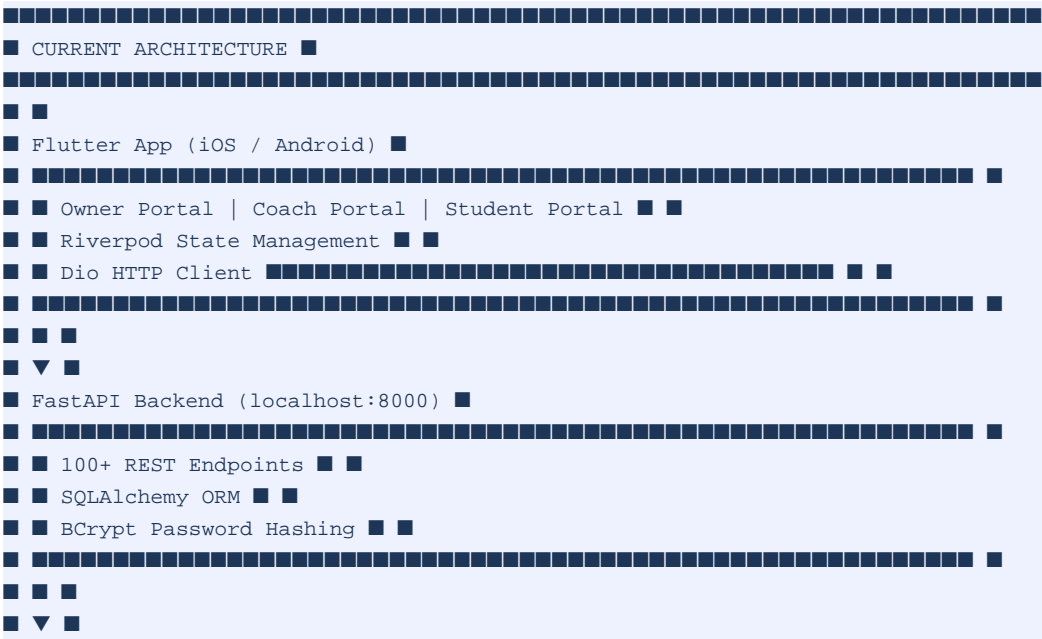 ■■■■■■■■■■■■■■■■■■■■■■■■■■■■■■■■■■■■■■■■■■■■■■■■■■■■■■■■■■■■■■■■■
■ CURRENT ARCHITECTURE ■
■■■■■■■■■■■■■■■■■■■■■■■■■■■■■■■■■■■■■■■■■■■■■■■■■■■■■■■■■■■■■■■■■
■ ■
■ Flutter App (iOS / Android) ■
■ ■■■■■■■■■■■■■■■■■■■■■■■■■■■■■■■■■■■■■■■■■■■■■■■■■■■■■■■■■■■ ■
■ ■ Owner Portal | Coach Portal | Student Portal ■ ■
■ ■ Riverpod State Management ■ ■
■ ■ Dio HTTP Client ■■■■■■■■■■■■■■■■■■■■■■■■■■■■■■■■■■■ ■ ■
■ ■■■■■■■■■■■■■■■■■■■■■■■■■■■■■■■■■■■■■■■■■■■■■■■■■■■■■■■■■■■ ■
■ ■ ■
■ ▼ ■
■ FastAPI Backend (localhost:8000) ■
■ ■■■■■■■■■■■■■■■■■■■■■■■■■■■■■■■■■■■■■■■■■■■■■■■■■■■■■■■■■■■ ■
■ ■ 100+ REST Endpoints ■ ■
■ ■ SQLAlchemy ORM ■ ■
■ ■ BCrypt Password Hashing ■ ■
■ ■■■■■■■■■■■■■■■■■■■■■■■■■■■■■■■■■■■■■■■■■■■■■■■■■■■■■■■■■■■ ■
■ ■ ■
■ ▼ ■